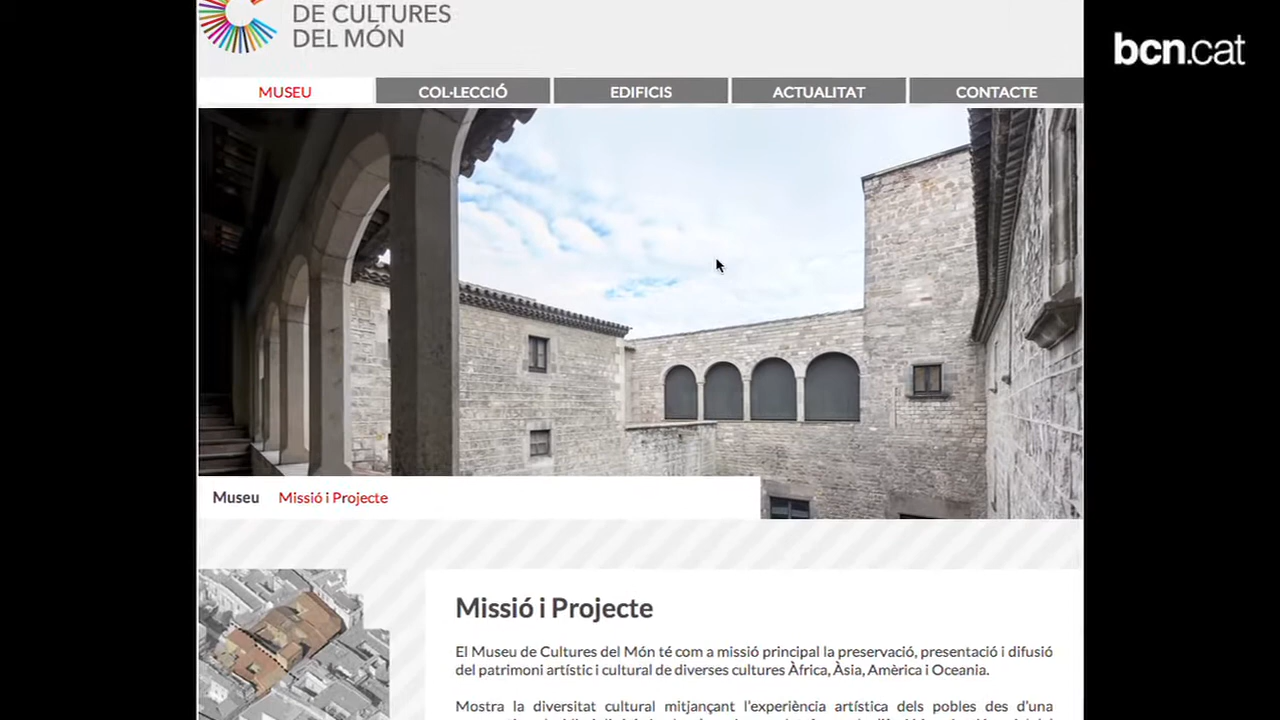 DE CULTURES
DEL MÓN
bcn.cat
MUSEU
COL·LECCIÓ
EDIFICIS
ACTUALITAT
CONTACTE
Museu Missió i Projecte
Missió i Projecte
El Museu de Cultures del Món té com a missió principal la preservació, presentació i difusió
del patrimoni artístic i cultural de diverses cultures Àfrica, Àsia, Amèrica i Oceania.
Mostra la diversitat cultural mitjançant l'experiència artística dels pobles des d'una